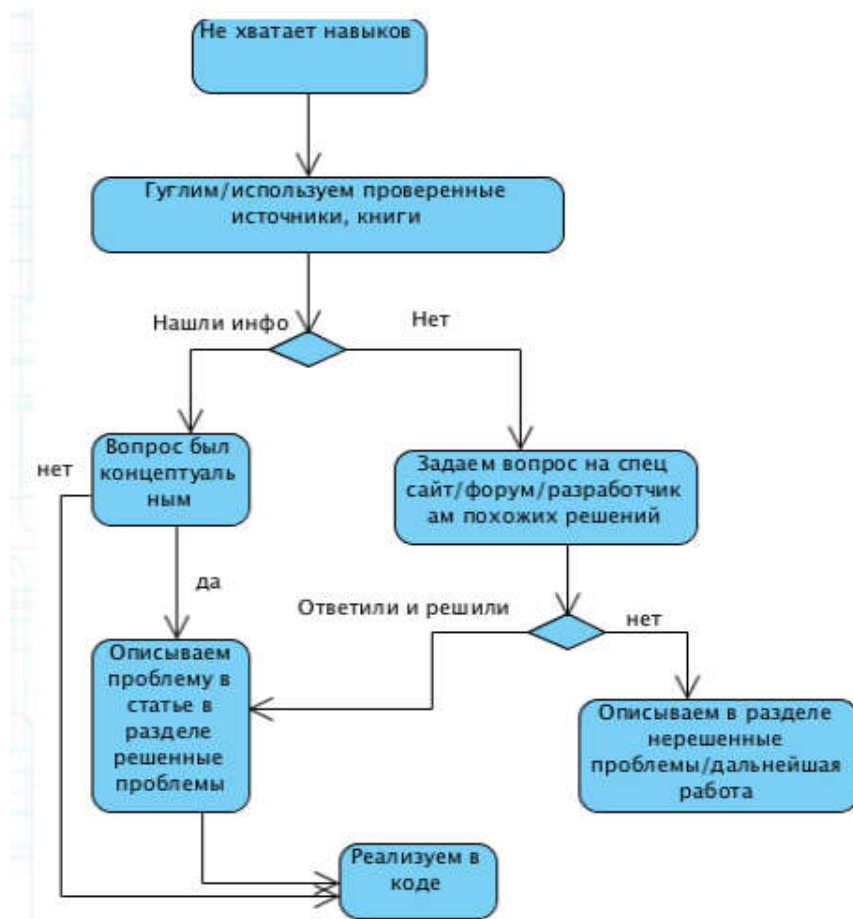 Не хватает навыков
Гуглим/используем проверенные
источники, книги
Нашли инфо
Нет
Вопрос был
концептуаль
ным
нет
Задаем вопрос на спец
сайт/форум/разработчик
ам похожих решений
да
Ответили и решили
нет
Описываем
проблему в
статье в
разделе
решенные
проблемы
Описываем в разделе
нерешенные
проблемы/дальнейшая
работа
Реализуем в
коде